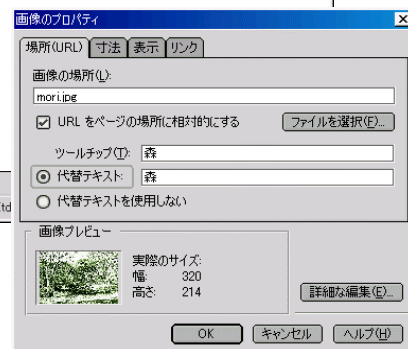 画像のプロパティ
場所(URL) 寸法 表示 リンク
画像の場所(L):
mori.jpg
URL をページの場所に相対的にする ファイルを選択(F)...
ツールチップ(T): 森
代替テキスト: 森
代替テキストを使用しない
td
画像プレビュー
実際のサイズ:
幅: 320
高さ: 214
詳細な編集(E)...
OK キャンセル ヘルプ(H)